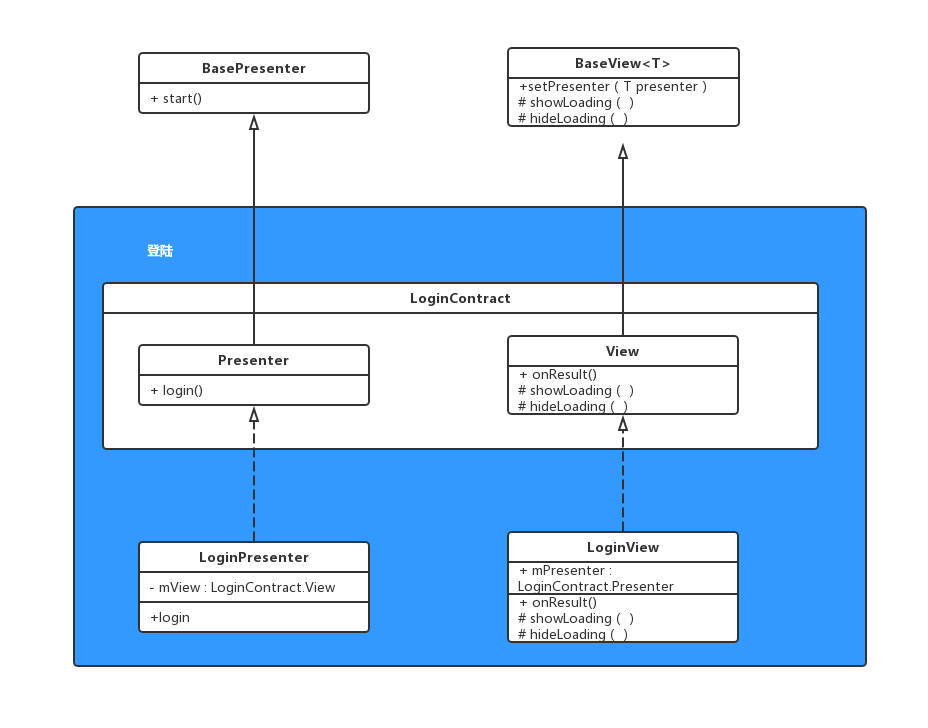 BasePresenter
+ start()
BaseView<T>
+setPresenter ( T presenter )
# showLoading (  )
# hideLoading (  )
登陆
LoginContract
Presenter
+ login()
View
+ onResult()
# showLoading (  )
# hideLoading (  )
LoginPresenter
- mView : LoginContract.View
+login
LoginView
+ mPresenter :
LoginContract.Presenter
+ onResult()
# showLoading (  )
# hideLoading (  )